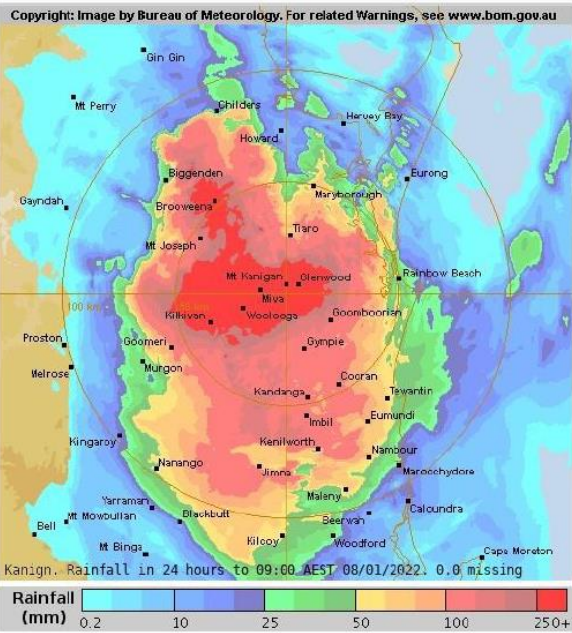 Copyright: Image by Bureau of Meteorology. For related Warnings, see www.bom.gov.au
Gin Gin
Mt Perry
Childers
Howard
Hervey Bay
Biggenden
Eurong
Gayndah
Brooweena
Maryborough
Tiaro
Mt Joseph
Mt Kanigan
Glenwood
Rainbow Beach
Miva
100 km
50 km
Kilkivan
Woolooga
Goomboorian
Proston
Goomeri
Gympie
Melrose
Murgon
Cooran
Kandanga
Tewantin
Imbil
Eumundi
Kingaroy
Kenilworth
Nambour
Nanango
Jimna
Maroochydore
Maleny
Yarraman
Caloundra
Mt Mowbullan
Blackbutt
Beerwah
Bell
Kilcoy
Woodford
Mt Binga
Cape Moreton
Kanign. Rainfall in 24 hours to 09:00 AEST 08/01/2022. 0.0 missing
Rainfall
(mm)
0.2 10 25 50 100 250+